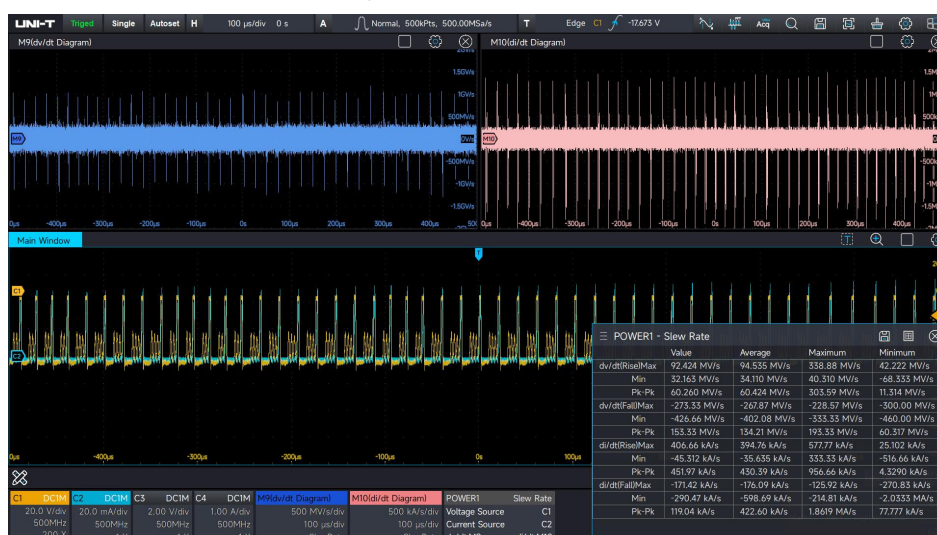 UNI-T Triged Single Autoset H 100 μs/div 0 s A Normal, 500kPts, 500.00MSa/s T Edge C1 -17.673 V Acq
M9(dv/dt Diagram)
M10(di/dt Diagram)
1.5GV/s
1GV/s
500MV/s
0V/s
-500MV/s
-1GV/s
-1.5GV/s
M9
0μs -400μs -300μs -200μs -100μs 0s 100μs 200μs 300μs 400μs 50
1.5M
1M
500k
M10
-500
-1M
-1.5M
0μs -400μs -300μs -200μs -100μs 0s 100μs 200μs 300μs 400μs
Main Window
T
C1
C2
0μs -400μs -300μs -200μs -100μs 0s 100μs
POWER1 - Slew Rate
Value Average Maximum Minimum
dv/dt(Rise)Max 92.424 MV/s 94.535 MV/s 338.88 MV/s 42.222 MV/s
Min 32.163 MV/s 34.110 MV/s 40.310 MV/s -68.333 MV/s
Pk-Pk 60.260 MV/s 60.424 MV/s 303.59 MV/s 11.314 MV/s
dv/dt(Fall)Max -273.33 MV/s -267.87 MV/s -228.57 MV/s -300.00 MV/s
Min -426.66 MV/s -402.08 MV/s -333.33 MV/s -460.00 MV/s
Pk-Pk 153.33 MV/s 134.21 MV/s 193.33 MV/s 60.317 MV/s
di/dt(Rise)Max 406.66 kA/s 394.76 kA/s 577.77 kA/s 25.102 kA/s
Min -45.312 kA/s -35.635 kA/s 333.33 kA/s -516.66 kA/s
Pk-Pk 451.97 kA/s 430.39 kA/s 956.66 kA/s 4.3290 kA/s
di/dt(Fall)Max -171.42 kA/s -176.09 kA/s -125.92 kA/s -270.83 kA/s
Min -290.47 kA/s -598.69 kA/s -214.81 kA/s -2.0333 MA/s
Pk-Pk 119.04 kA/s 422.60 kA/s 1.8619 MA/s 77.777 kA/s
C1 DC1M C2 DC1M C3 DC1M C4 DC1M M9(dv/dt Diagram) M10(di/dt Diagram) POWER1 Slew Rate
20.0 V/div 20.0 mA/div 2.00 V/div 1.00 A/div 500 MV/s/div 500 kA/s/div Voltage Source C1
500MHz 500MHz 500MHz 500MHz 100 μs/div 100 μs/div Current Source C2